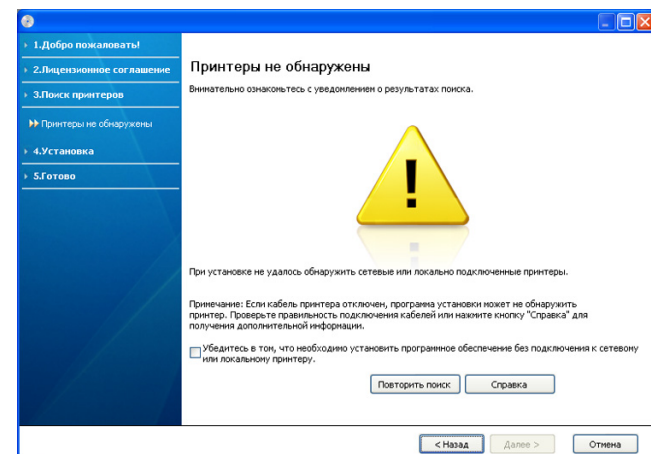 1.Добро пожаловать!
2.Лицензионное соглашение
3.Поиск принтеров
Принтеры не обнаружены
4.Установка
5.Готово
Принтеры не обнаружены
Внимательно ознакомьтесь с уведомлением о результатах поиска.
При установке не удалось обнаружить сетевые или локально подключенные принтеры.
Примечание: Если кабель принтера отключен, программа установки может не обнаружить
принтер. Проверьте правильность подключения кабелей или нажмите кнопку "Справка" для
получения дополнительной информации.
Убедитесь в том, что необходимо установить программное обеспечение без подключения к сетевому
или локальному принтеру.
Повторить поиск Справка
< Назад Далее > Отмена